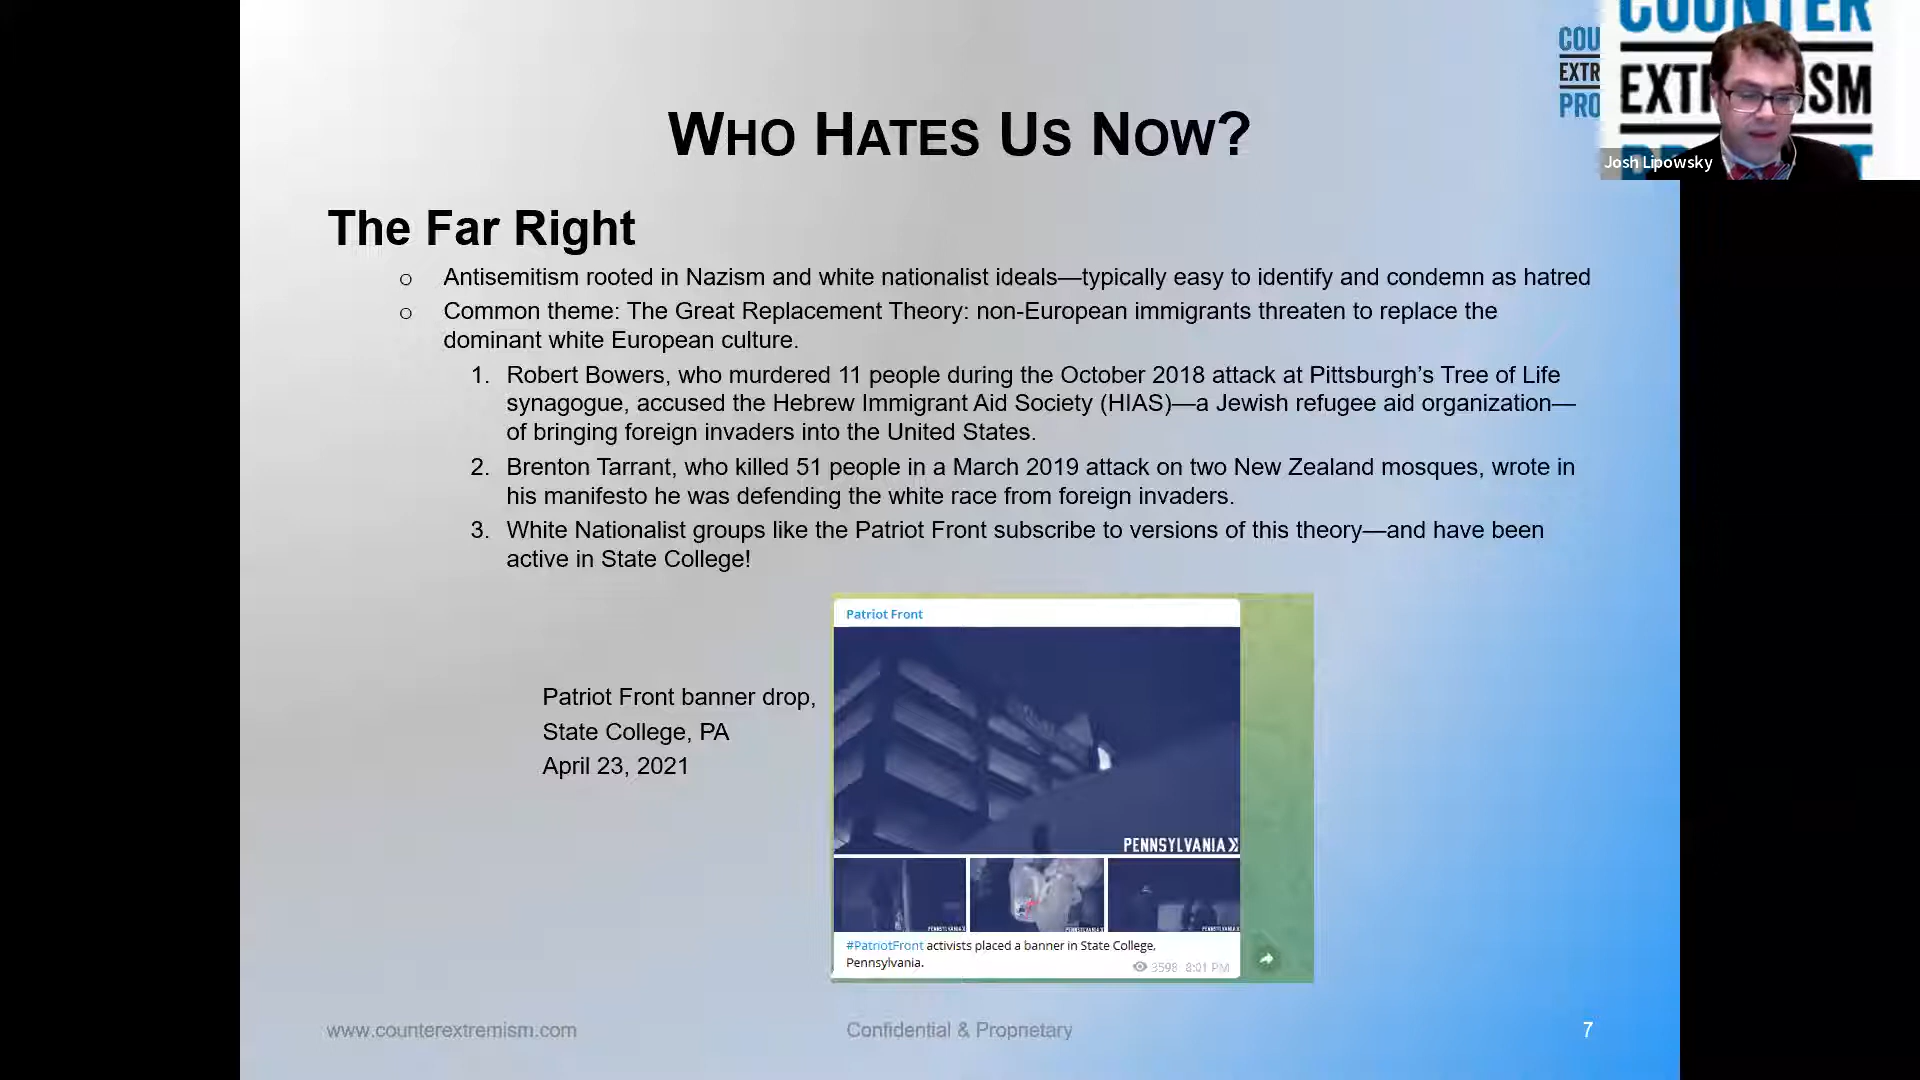 WHO HATES US NOW?
COU
EXTR
PRO
COUNTER
EXT SM
Josh Lipowsky
The Far Right
Antisemitism rooted in Nazism and white nationalist ideals—typically easy to identify and condemn as hatred
Common theme: The Great Replacement Theory: non-European immigrants threaten to replace the
dominant white European culture.
1. Robert Bowers, who murdered 11 people during the October 2018 attack at Pittsburgh’s Tree of Life
synagogue, accused the Hebrew Immigrant Aid Society (HIAS)—a Jewish refugee aid organization—
of bringing foreign invaders into the United States.
2. Brenton Tarrant, who killed 51 people in a March 2019 attack on two New Zealand mosques, wrote in
his manifesto he was defending the white race from foreign invaders.
3. White Nationalist groups like the Patriot Front subscribe to versions of this theory—and have been
active in State College!
Patriot Front banner drop,
State College, PA
April 23, 2021
Patriot Front
PENNSYLVANIA
PENNSYLVANIA
PENNSYLVANIA
PENNSYLVANIA
#PatriotFront activists placed a banner in State College,
Pennsylvania.
3598 8:01 PM
www.counterextremism.com
Confidential & Proprietary
7